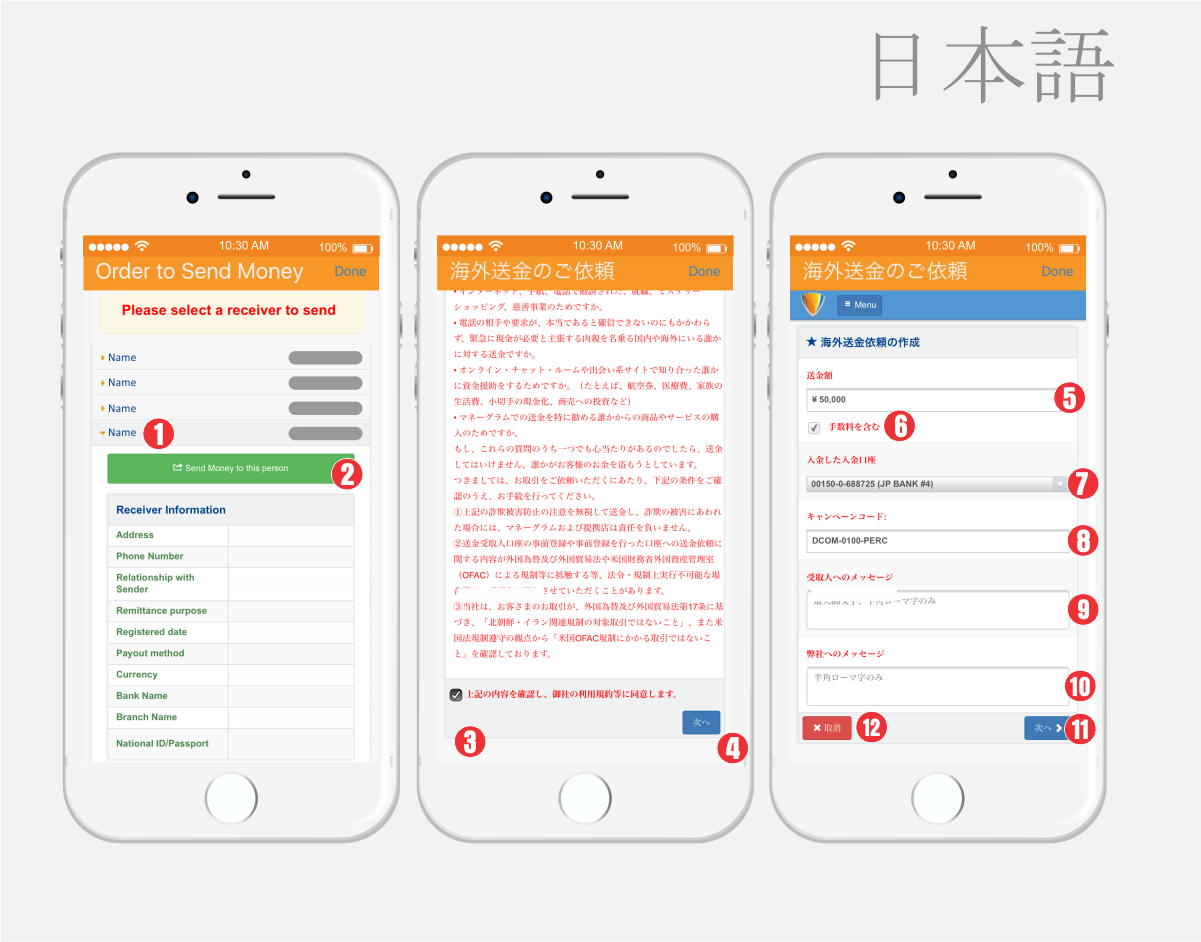 日本語
10:30 AM
100%
Order to Send Money
Done
Please select a receiver to send
Name
Name
Name
Name
1
Send Money to this person
2
Receiver Information
Address
Phone Number
Relationship with
Sender
Remittance purpose
Registered date
Payout method
Currency
Bank Name
Branch Name
National ID/Passport
10:30 AM
100%
海外送金のご依頼
Done
ショッピング、慈善事業のためですか。
• 電話の相手や要求が、本当であると確信できないのにもかかわら
ず、緊急に現金が必要と主張する肉親を名乗る国内や海外にいる誰か
に対する送金ですか。
• オンライン・チャット・ルームや出会い系サイトで知り合った誰か
に資金援助をするためですか。（たとえば、航空券、医療費、家族の
生活費、小切手の現金化、商売への投資など）
• マネーグラムでの送金を特に勧める誰かからの商品やサービスの購
入のためですか。
もし、これらの質問のうち一つでも心当たりがあるのでしたら、送金
してはいけません。誰かがお客様のお金を盗もうとしています。
つきましては、お取引をご依頼いただくにあたり、下記の条件をご確
認のうえ、お手続を行ってください。
①上記の詐欺被害防止の注意を無視して送金し、詐欺の被害にあわれ
た場合には、マネーグラムおよび提携店は責任を負いません。
②送金受取人口座の事前登録や事前登録を行った口座への送金依頼に
関する内容が外国為替及び外国貿易法や米国財務省外国資産管理室
（OFAC）による規制等に抵触する等、法令・規制上実行不可能な場
させていただくことがあります。
③当社は、お客さまのお取引が、外国為替及び外国貿易法第17条に基
づき、「北朝鮮・イラン関連規制の対象取引ではないこと」、また米
国法規制遵守の観点から「米国OFAC規制にかかる取引ではないこ
と」を確認しております。
上記の内容を確認し、御社の利用規約等に同意します。
次へ
3
4
10:30 AM
100%
海外送金のご依頼
Done
Menu
海外送金依頼の作成
送金額
¥ 50,000
5
手数料を含む
6
入金した入金口座
00150-0-688725 (JP BANK #4)
7
キャンペーンコード:
DCOM-0100-PERC
8
受取人へのメッセージ
半角ローマ字のみ
9
弊社へのメッセージ
半角ローマ字のみ
10
取消
12
次へ
11